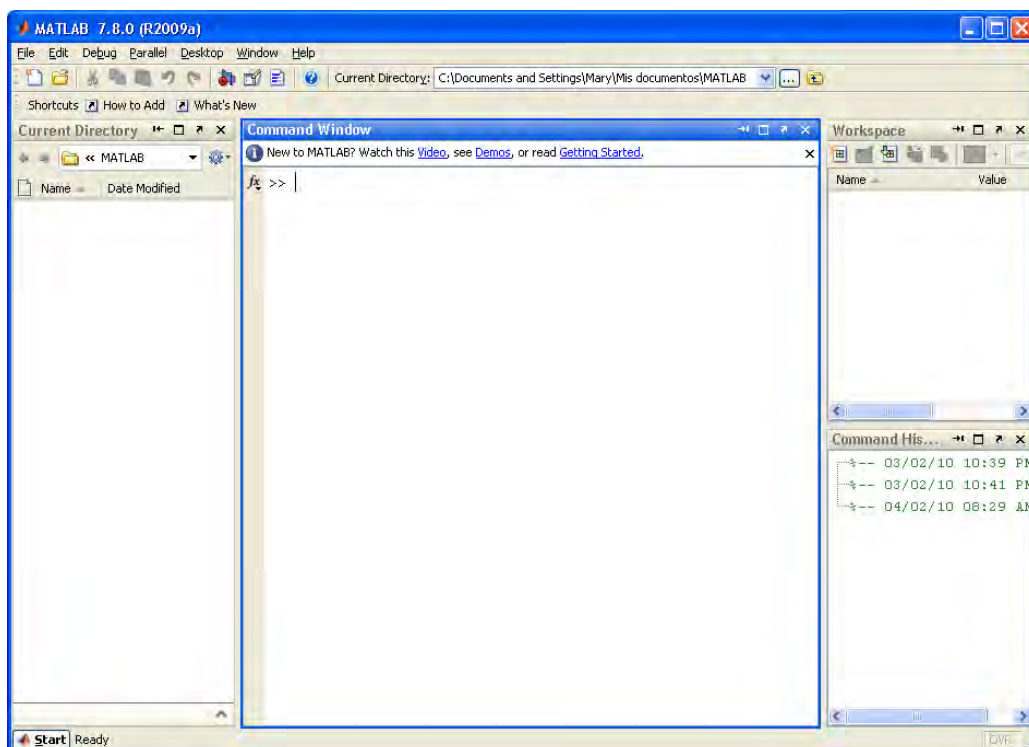 MATLAB 7.8.0 (R2009a)
File Edit Debug Parallel Desktop Window Help
Current Directory: C:\Documents and Settings\Mary\Mis documentos\MATLAB
Shortcuts How to Add What's New
Current Directory
« MATLAB
Name Date Modified
Command Window
New to MATLAB? Watch this Video, see Demos, or read Getting Started.
fx >>
Workspace
Name Value
Command His...
%-- 03/02/10 10:39 PM
%-- 03/02/10 10:41 PM
%-- 04/02/10 08:29 AM
Start Ready
OVR